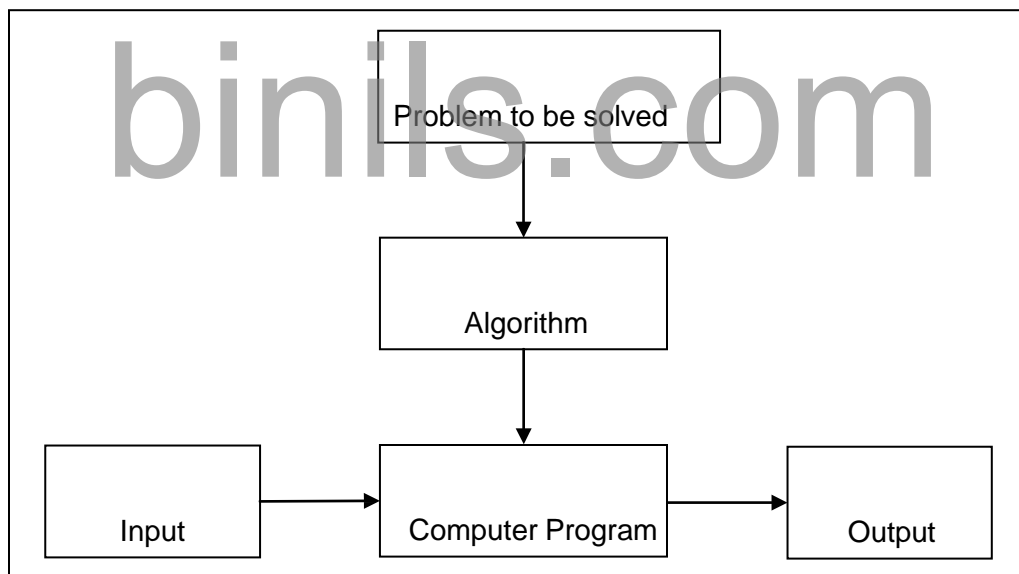 binils.com
Problem to be solved
Algorithm
Input
Computer Program
Output